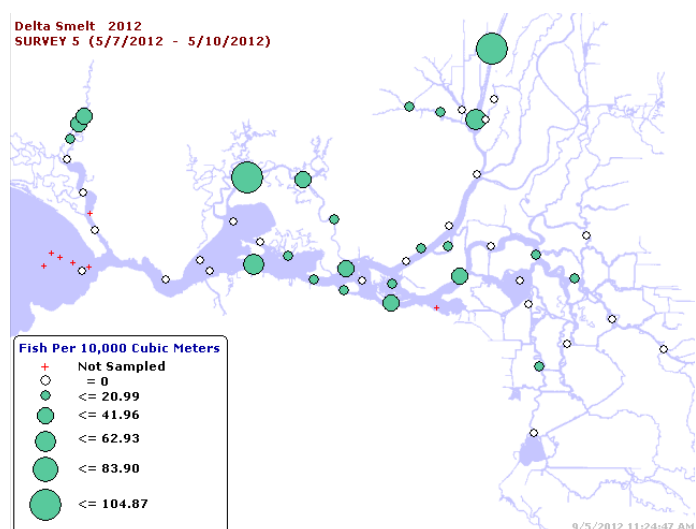 Delta Smelt 2012
SURVEY 5 (5/7/2012 - 5/10/2012)
Fish Per 10,000 Cubic Meters
Not Sampled
= 0
<= 20.99
<= 41.96
<= 62.93
<= 83.90
<= 104.87
9/5/2012 11:24:47 AM